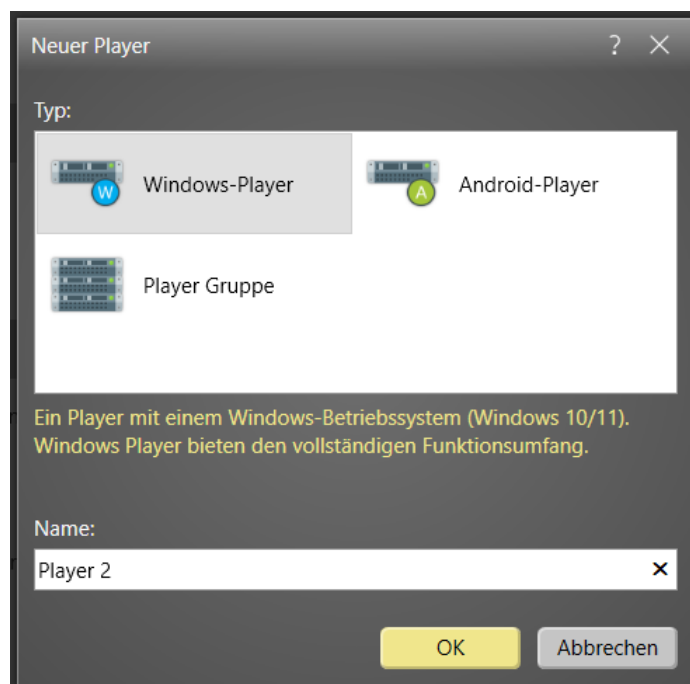 Neuer Player
Typ:
W Windows-Player
A Android-Player
Player Gruppe
Ein Player mit einem Windows-Betriebssystem (Windows 10/11).
Windows Player bieten den vollständigen Funktionsumfang.
Name:
Player 2
OK Abbrechen